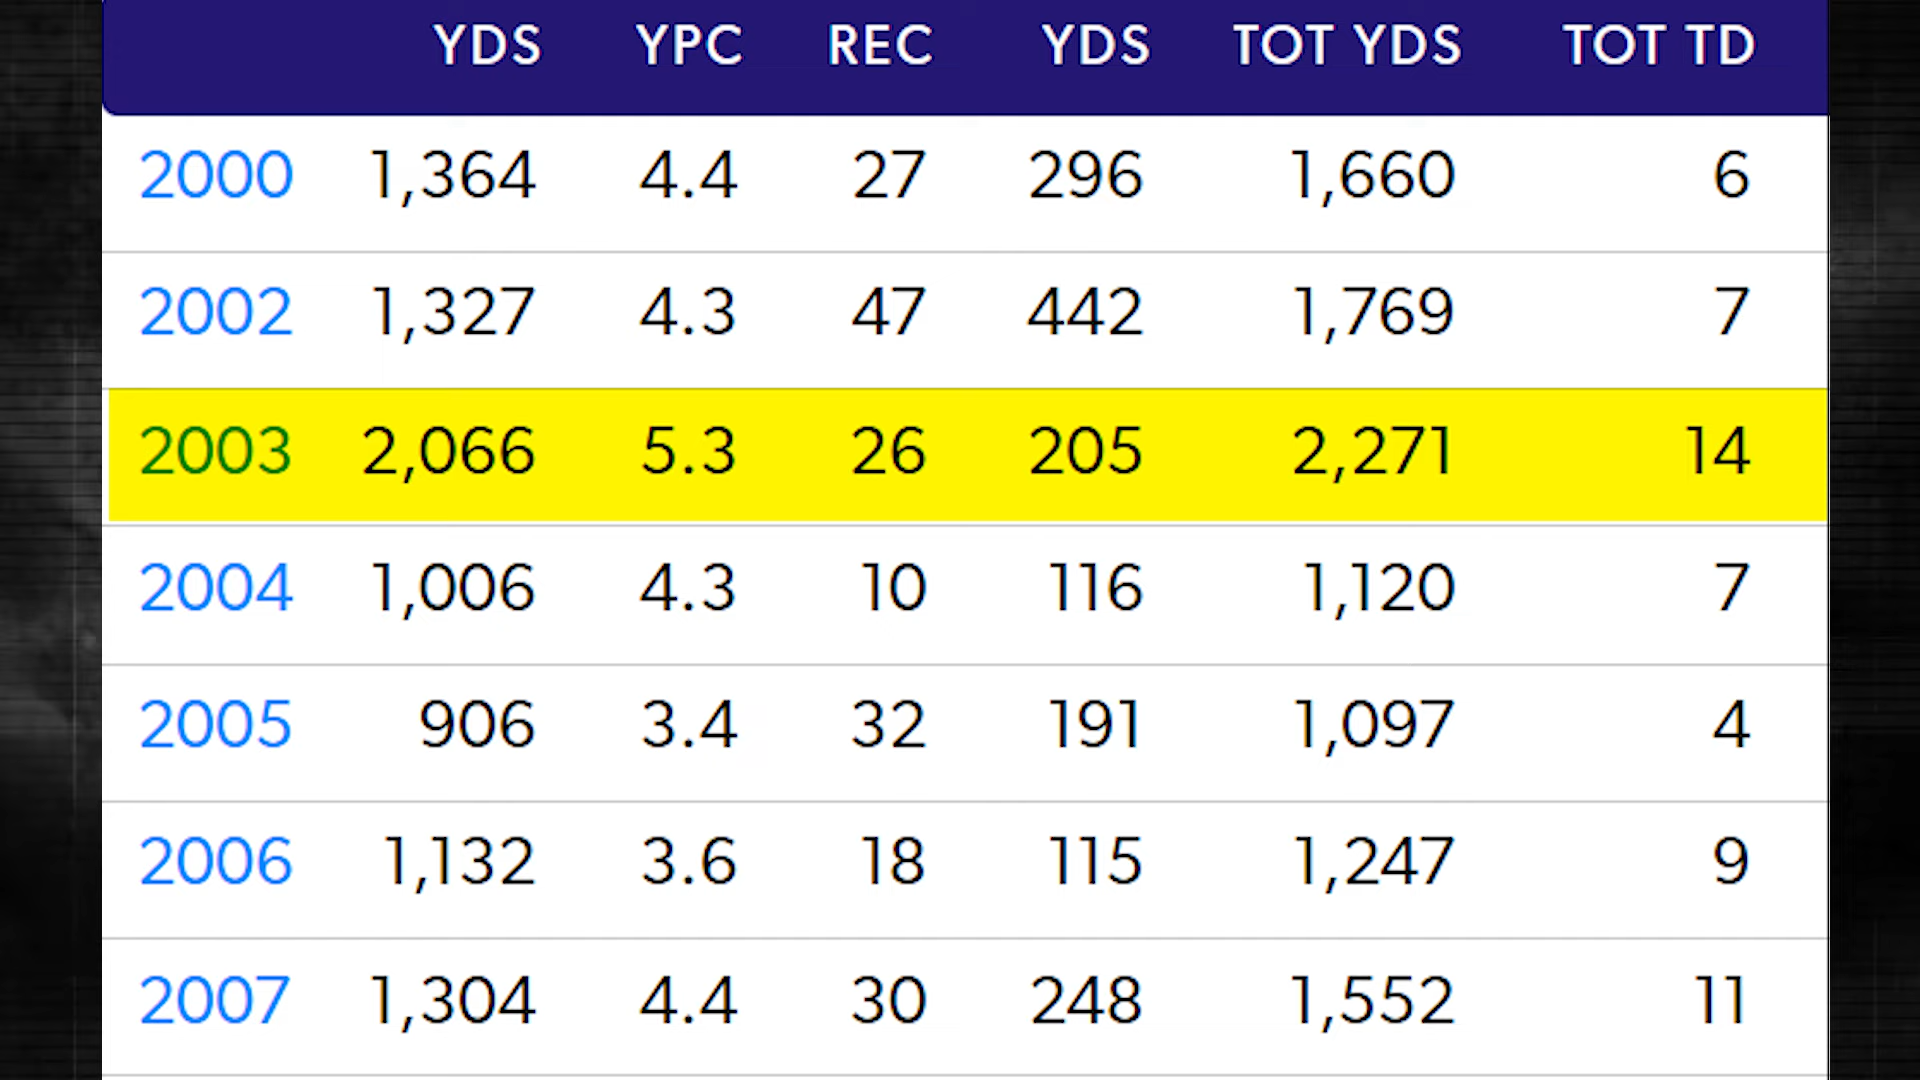 YDS YPC REC YDS TOT YDS TOT TD
2000 1,364 4.4 27 296 1,660 6
2002 1,327 4.3 47 442 1,769 7
2003 2,066 5.3 26 205 2,271 14
2004 1,006 4.3 10 116 1,120 7
2005 906 3.4 32 191 1,097 4
2006 1,132 3.6 18 115 1,247 9
2007 1,304 4.4 30 248 1,552 11